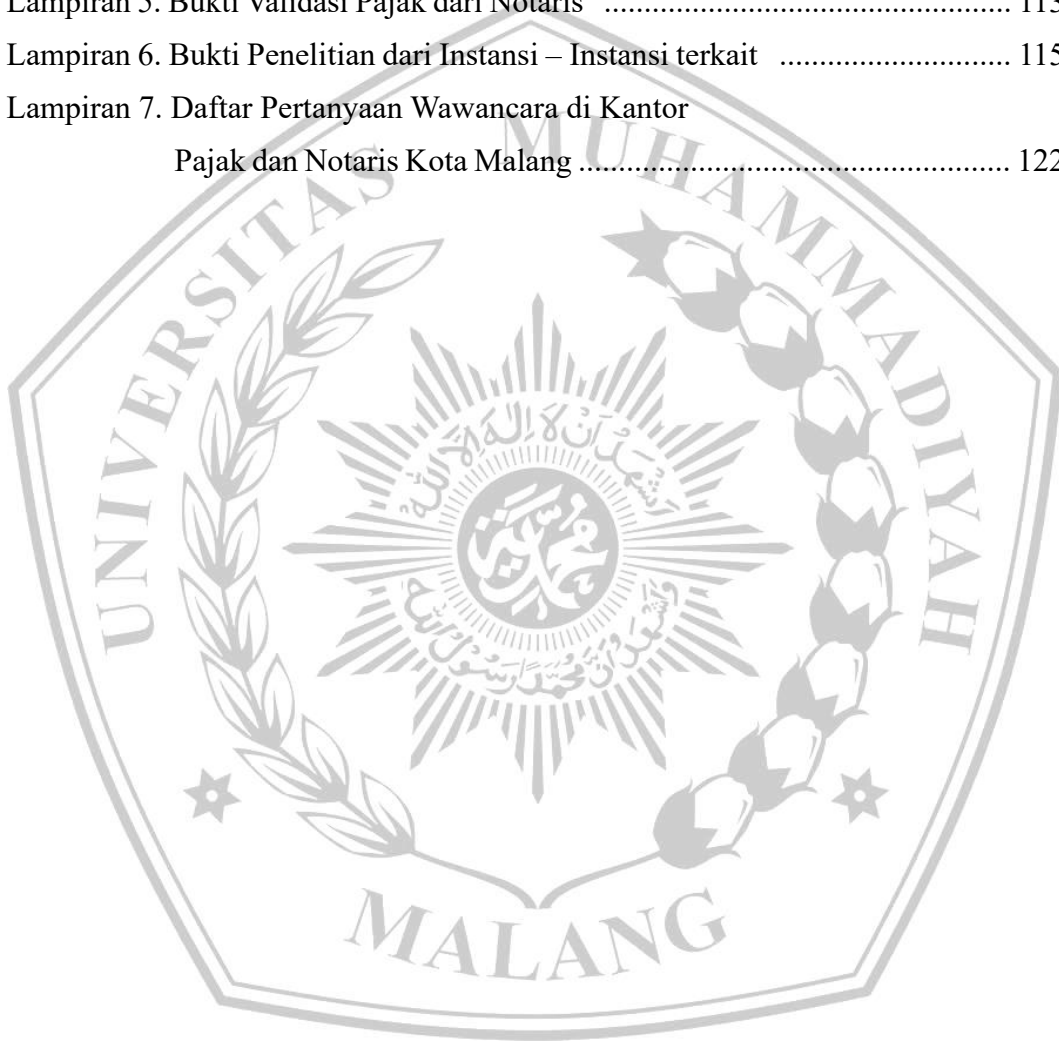 Lampiran 5. Bukti Validasi Pajak dari Notaris ................................................... 113
Lampiran 6. Bukti Penelitian dari Instansi – Instansi terkait ............................. 115
Lampiran 7. Daftar Pertanyaan Wawancara di Kantor
Pajak dan Notaris Kota Malang ...................................................... 122
UNIVERSITAS MUHAMMADIYAH
MALANG